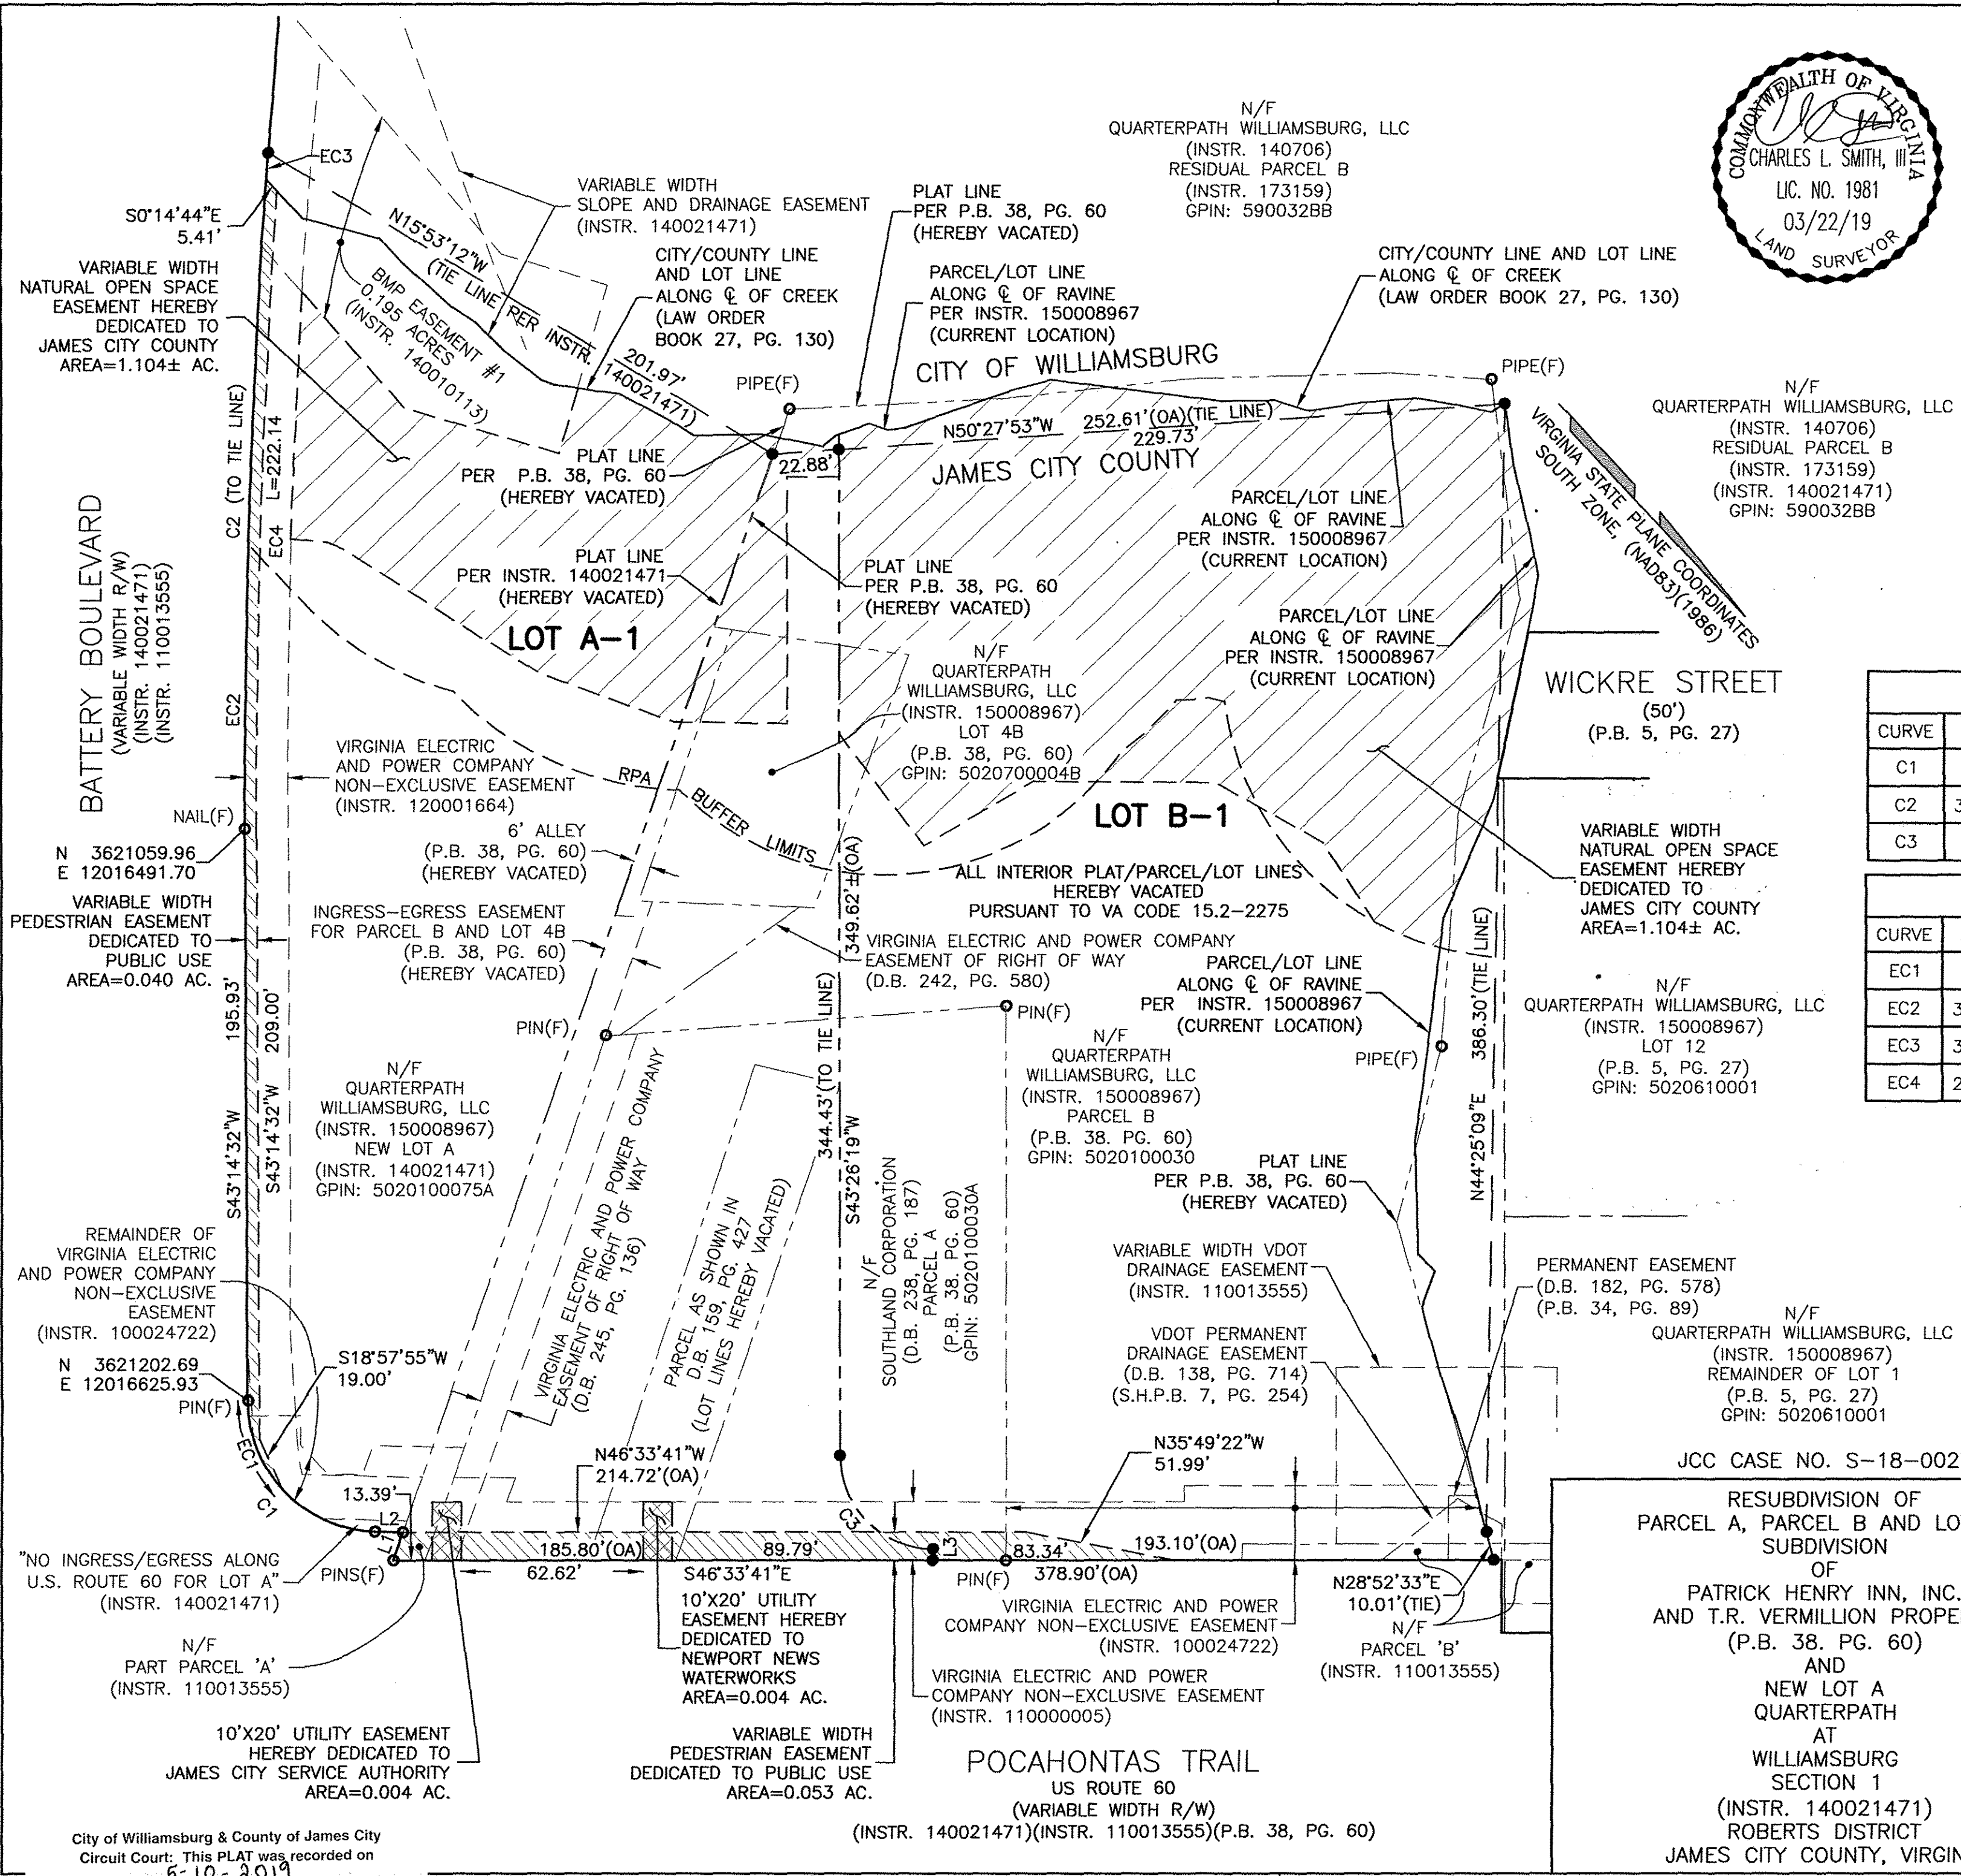 EC3
S0°14'44"E
5.41'
VARIABLE WIDTH
NATURAL OPEN SPACE
EASEMENT HEREBY
DEDICATED TO
JAMES CITY COUNTY
AREA=1.104± AC.
N15°53'12"W
(TIE LINE PER INSTR. 140021471)
201.97'
BMP EASEMENT #1
0.195 ACRES
(INSTR. 140010113)
VARIABLE WIDTH
SLOPE AND DRAINAGE EASEMENT
(INSTR. 140021471)
CITY/COUNTY LINE
AND LOT LINE
ALONG ℄ OF CREEK
(LAW ORDER
BOOK 27, PG. 130)
PLAT LINE
PER P.B. 38, PG. 60
(HEREBY VACATED)
PARCEL/LOT LINE
ALONG ℄ OF RAVINE
PER INSTR. 150008967
(CURRENT LOCATION)
N/F
QUARTERPATH WILLIAMSBURG, LLC
(INSTR. 140706)
RESIDUAL PARCEL B
(INSTR. 173159)
GPIN: 590032BB
CITY/COUNTY LINE AND LOT LINE
ALONG ℄ OF CREEK
(LAW ORDER BOOK 27, PG. 130)
COMMONWEALTH OF VIRGINIA
CHARLES L. SMITH, III
LIC. NO. 1981
03/22/19
LAND SURVEYOR
CITY OF WILLIAMSBURG
PIPE(F)
PIPE(F)
N50°27'53"W 252.61'(OA)(TIE LINE)
229.73'
22.88'
JAMES CITY COUNTY
N/F
QUARTERPATH WILLIAMSBURG, LLC
(INSTR. 140706)
RESIDUAL PARCEL B
(INSTR. 173159)
(INSTR. 140021471)
GPIN: 590032BB
VIRGINIA STATE PLANE COORDINATES
SOUTH ZONE, (NAD83)(1986)
PLAT LINE
PER P.B. 38, PG. 60
(HEREBY VACATED)
PLAT LINE
PER INSTR. 140021471
(HEREBY VACATED)
PLAT LINE
PER P.B. 38, PG. 60
(HEREBY VACATED)
PARCEL/LOT LINE
ALONG ℄ OF RAVINE
PER INSTR. 150008967
(CURRENT LOCATION)
PARCEL/LOT LINE
ALONG ℄ OF RAVINE
PER INSTR. 150008967
(CURRENT LOCATION)
C2 (TO TIE LINE)
L=222.14
EC4
EC2
BATTERY BOULEVARD
(VARIABLE WIDTH R/W)
(INSTR. 140021471)
(INSTR. 110013555)
LOT A-1
N/F
QUARTERPATH
WILLIAMSBURG, LLC
(INSTR. 150008967)
LOT 4B
(P.B. 38, PG. 60)
GPIN: 5020700004B
WICKRE STREET
(50')
(P.B. 5, PG. 27)
CURVE
C1
C2 3
C3
CURVE
EC1
EC2 3
EC3 3
EC4 2
VIRGINIA ELECTRIC
AND POWER COMPANY
NON-EXCLUSIVE EASEMENT
(INSTR. 120001664)
RPA BUFFER LIMITS
LOT B-1
NAIL(F)
N 3621059.96
E 12016491.70
6' ALLEY
(P.B. 38, PG. 60)
(HEREBY VACATED)
ALL INTERIOR PLAT/PARCEL/LOT LINES
HEREBY VACATED
PURSUANT TO VA CODE 15.2-2275
VARIABLE WIDTH
NATURAL OPEN SPACE
EASEMENT HEREBY
DEDICATED TO
JAMES CITY COUNTY
AREA=1.104± AC.
VARIABLE WIDTH
PEDESTRIAN EASEMENT
DEDICATED TO
PUBLIC USE
AREA=0.040 AC.
INGRESS-EGRESS EASEMENT
FOR PARCEL B AND LOT 4B
(P.B. 38, PG. 60)
(HEREBY VACATED)
VIRGINIA ELECTRIC AND POWER COMPANY
EASEMENT OF RIGHT OF WAY
(D.B. 242, PG. 580)
PARCEL/LOT LINE
ALONG ℄ OF RAVINE
PER INSTR. 150008967
(CURRENT LOCATION)
349.62'±(OA)
344.43'(TO TIE LINE)
S43°26'19"W
PIN(F)
PIN(F)
PIPE(F)
386.30'(TIE LINE)
N44°25'09"E
N/F
QUARTERPATH WILLIAMSBURG, LLC
(INSTR. 150008967)
LOT 12
(P.B. 5, PG. 27)
GPIN: 5020610001
195.93'
S43°14'32"W
209.00'
S43°14'32"W
N/F
QUARTERPATH
WILLIAMSBURG, LLC
(INSTR. 150008967)
NEW LOT A
(INSTR. 140021471)
GPIN: 5020100075A
N/F
QUARTERPATH
WILLIAMSBURG, LLC
(INSTR. 150008967)
PARCEL B
(P.B. 38. PG. 60)
GPIN: 5020100030
VIRGINIA ELECTRIC AND POWER COMPANY
EASEMENT OF RIGHT OF WAY
(D.B. 245, PG. 136)
PARCEL AS SHOWN IN
D.B. 159, PG. 427
(LOT LINES HEREBY VACATED)
N/F
SOUTHLAND CORPORATION
(D.B. 238, PG. 187)
PARCEL A
(P.B. 38. PG. 60)
GPIN: 5020100030A
PLAT LINE
PER P.B. 38, PG. 60
(HEREBY VACATED)
REMAINDER OF
VIRGINIA ELECTRIC
AND POWER COMPANY
NON-EXCLUSIVE
EASEMENT
(INSTR. 100024722)
VARIABLE WIDTH VDOT
DRAINAGE EASEMENT
(INSTR. 110013555)
PERMANENT EASEMENT
(D.B. 182, PG. 578)
(P.B. 34, PG. 89)
N 3621202.69
E 12016625.93
PIN(F)
S18°57'55"W
19.00'
VDOT PERMANENT
DRAINAGE EASEMENT
(D.B. 138, PG. 714)
(S.H.P.B. 7, PG. 254)
N/F
QUARTERPATH WILLIAMSBURG, LLC
(INSTR. 150008967)
REMAINDER OF LOT 1
(P.B. 5, PG. 27)
GPIN: 5020610001
EC1
C1
13.39'
L2
L1
N46°33'41"W
214.72'(OA)
C3
L3
N35°49'22"W
51.99'
JCC CASE NO. S-18-002
"NO INGRESS/EGRESS ALONG
U.S. ROUTE 60 FOR LOT A"
(INSTR. 140021471)
PINS(F)
185.80'(OA)
89.79'
83.34'
193.10'(OA)
62.62'
S46°33'41"E
PIN(F)
378.90'(OA)
N28°52'33"E
10.01'(TIE)
N/F
PARCEL 'B'
(INSTR. 110013555)
N/F
PART PARCEL 'A'
(INSTR. 110013555)
10'X20' UTILITY
EASEMENT HEREBY
DEDICATED TO
NEWPORT NEWS
WATERWORKS
AREA=0.004 AC.
VIRGINIA ELECTRIC AND POWER
COMPANY NON-EXCLUSIVE EASEMENT
(INSTR. 100024722)
VIRGINIA ELECTRIC AND POWER
COMPANY NON-EXCLUSIVE EASEMENT
(INSTR. 110000005)
10'X20' UTILITY EASEMENT
HEREBY DEDICATED TO
JAMES CITY SERVICE AUTHORITY
AREA=0.004 AC.
VARIABLE WIDTH
PEDESTRIAN EASEMENT
DEDICATED TO PUBLIC USE
AREA=0.053 AC.
POCAHONTAS TRAIL
US ROUTE 60
(VARIABLE WIDTH R/W)
(INSTR. 140021471)(INSTR. 110013555)(P.B. 38, PG. 60)
RESUBDIVISION OF
PARCEL A, PARCEL B AND LO
SUBDIVISION
OF
PATRICK HENRY INN, INC.
AND T.R. VERMILLION PROPE
(P.B. 38. PG. 60)
AND
NEW LOT A
QUARTERPATH
AT
WILLIAMSBURG
SECTION 1
(INSTR. 140021471)
ROBERTS DISTRICT
JAMES CITY COUNTY, VIRGIN
City of Williamsburg & County of James City
Circuit Court: This PLAT was recorded on
5-10-2019